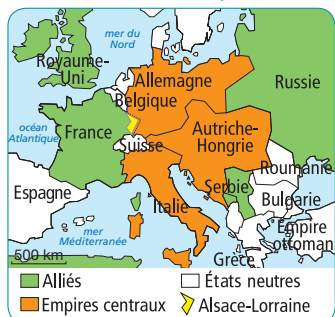 mer du
Nord
Royaume-
Uni
Allemagne
Belgique
Russie
océan
Atlantique
France
Autriche-
Hongrie
Suisse
Roumanie
Serbie
Espagne
Italie
Bulgarie
mer
Méditerranée
Empire
ottoman
Grèce
500 km
Alliés
États neutres
Empires centraux
Alsace-Lorraine